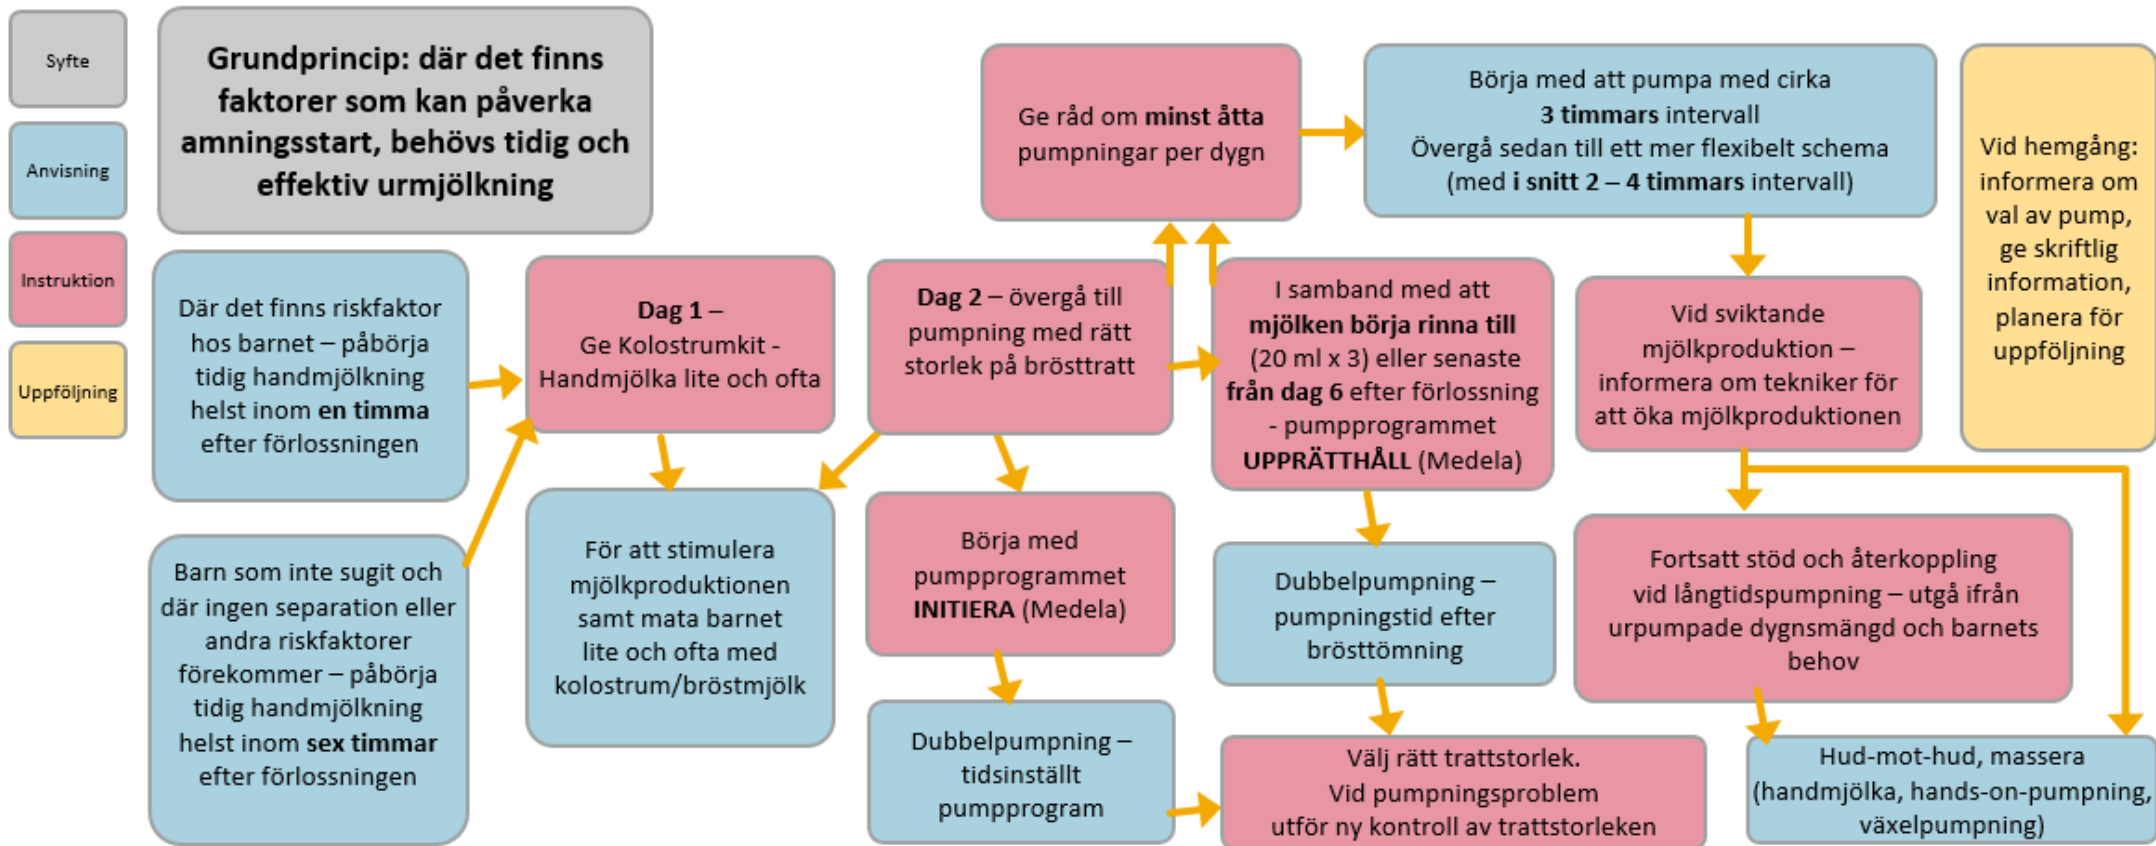 Syfte
Anvisning
Instruktion
Uppföljning
Grundprincip: där det finns
faktorer som kan påverka
amningsstart, behövs tidig och
effektiv urmjölkning
Där det finns riskfaktor
hos barnet – påbörja
tidig handmjölkning
helst inom en timma
efter förlossningen
Barn som inte sugit och
där ingen separation eller
andra riskfaktorer
förekommer – påbörja
tidig handmjölkning
helst inom sex timmar
efter förlossningen
Dag 1 –
Ge Kolostrumkit -
Handmjölka lite och ofta
För att stimulera
mjölkproduktionen
samt mata barnet
lite och ofta med
kolostrum/bröstmjölk
Dag 2 – övergå till
pumpning med rätt
storlek på brösttratt
Börja med
pumpprogrammet
INITIERA (Medela)
Dubbelpumpning –
tidsinställt
pumpprogram
Ge råd om minst åtta
pumpningar per dygn
I samband med att
mjölken börja rinna till
(20 ml x 3) eller senaste
från dag 6 efter förlossning
- pumpprogrammet
UPPRÄTTHÅLL (Medela)
Dubbelpumpning –
pumpningstid efter
brösttömning
Välj rätt trattstorlek.
Vid pumpningsproblem
utför ny kontroll av trattstorleken
Börja med att pumpa med cirka
3 timmars intervall
Övergå sedan till ett mer flexibelt schema
(med i snitt 2 – 4 timmars intervall)
Vid sviktande
mjölkproduktion –
informera om tekniker för
att öka mjölkproduktionen
Fortsatt stöd och återkoppling
vid långtidspumpning – utgå ifrån
urpumpade dygnsmängd och barnets
behov
Hud-mot-hud, massera
(handmjölka, hands-on-pumpning,
växelpumpning)
Vid hemgång:
informera om
val av pump,
ge skriftlig
information,
planera för
uppföljning